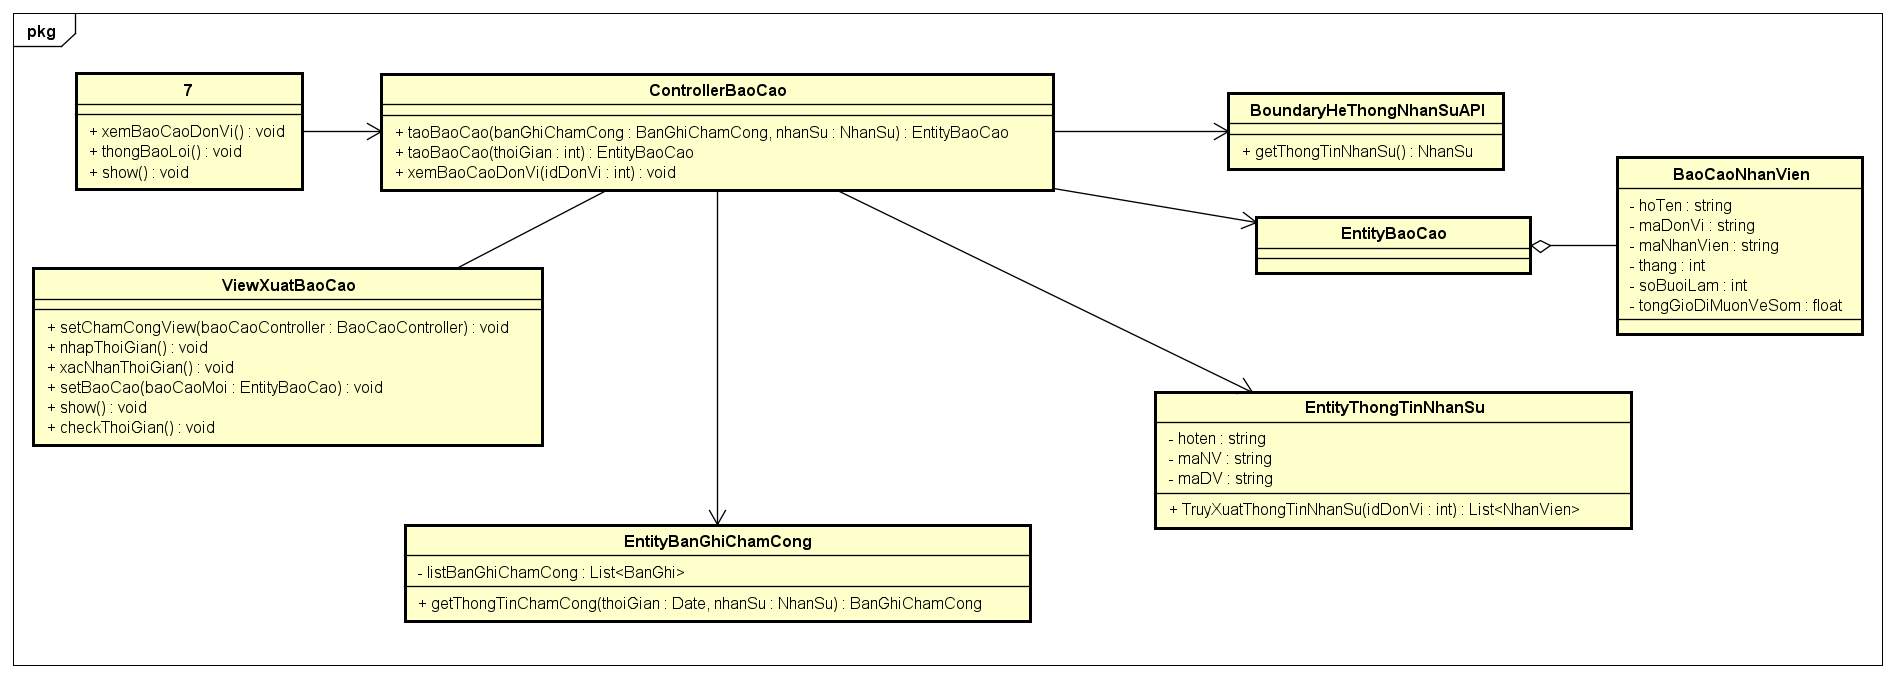 pkg
7
+ xemBaoCaoDonVi() : void
+ thongBaoLoi() : void
+ show() : void
ControllerBaoCao
+ taoBaoCao(banGhiChamCong : BanGhiChamCong, nhanSu : NhanSu) : EntityBaoCao
+ taoBaoCao(thoiGian : int) : EntityBaoCao
+ xemBaoCaoDonVi(idDonVi : int) : void
BoundaryHeThongNhanSuAPI
+ getThongTinNhanSu() : NhanSu
BaoCaoNhanVien
- hoTen : string
- maDonVi : string
- maNhanVien : string
- thang : int
- soBuoiLam : int
- tongGioDiMuonVeSom : float
EntityBaoCao
ViewXuatBaoCao
+ setChamCongView(baoCaoController : BaoCaoController) : void
+ nhapThoiGian() : void
+ xacNhanThoiGian() : void
+ setBaoCao(baoCaoMoi : EntityBaoCao) : void
+ show() : void
+ checkThoiGian() : void
EntityThongTinNhanSu
- hoten : string
- maNV : string
- maDV : string
+ TruyXuatThongTinNhanSu(idDonVi : int) : List<NhanVien>
EntityBanGhiChamCong
- listBanGhiChamCong : List<BanGhi>
+ getThongTinChamCong(thoiGian : Date, nhanSu : NhanSu) : BanGhiChamCong